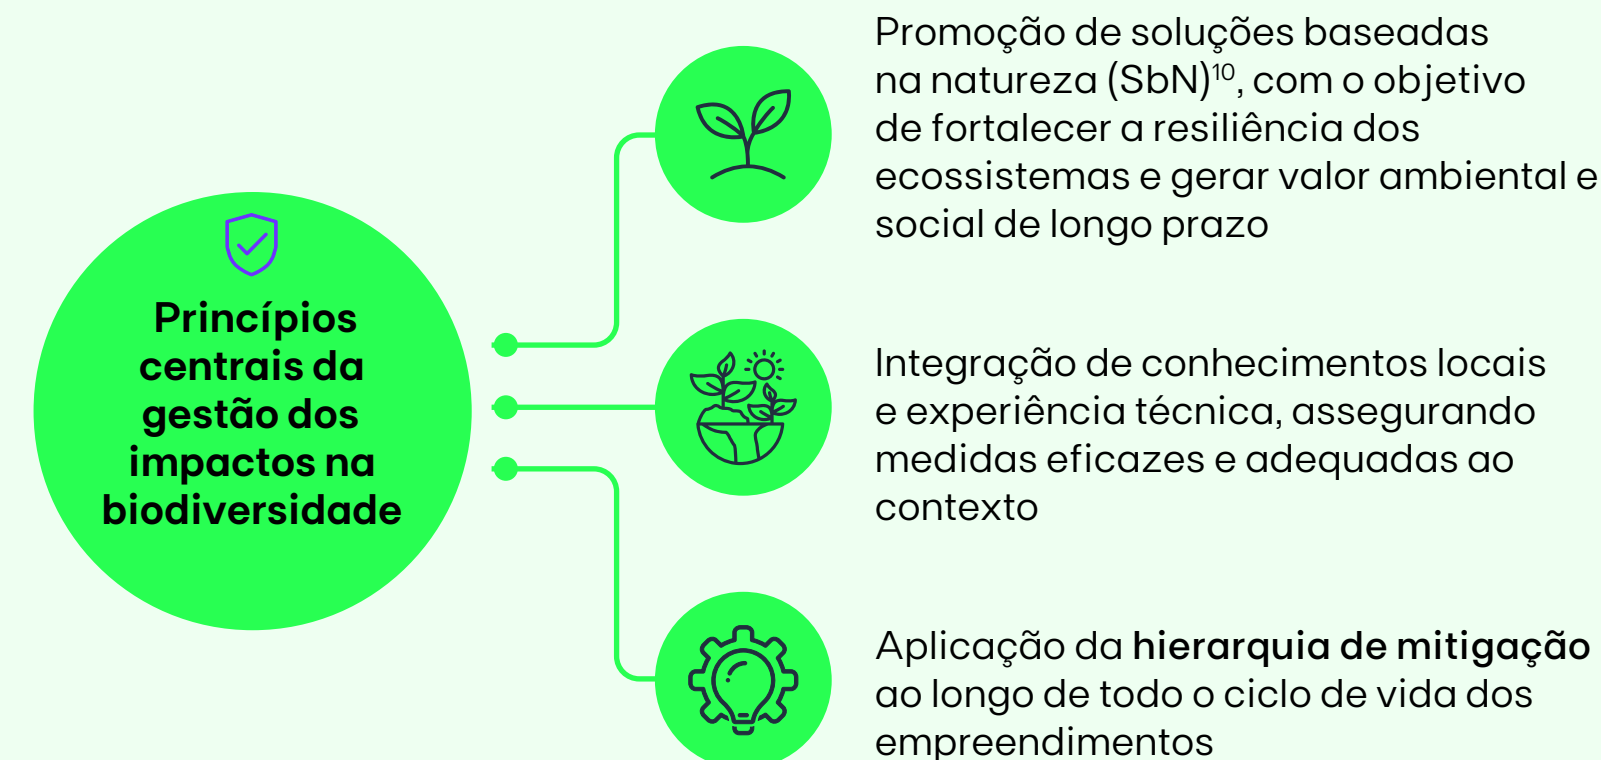 Princípios
centrais da
gestão dos
impactos na
biodiversidade
Promoção de soluções baseadas
na natureza (SbN)¹⁰, com o objetivo
de fortalecer a resiliência dos
ecossistemas e gerar valor ambiental e
social de longo prazo
Integração de conhecimentos locais
e experiência técnica, assegurando
medidas eficazes e adequadas ao
contexto
Aplicação da hierarquia de mitigação
ao longo de todo o ciclo de vida dos
empreendimentos